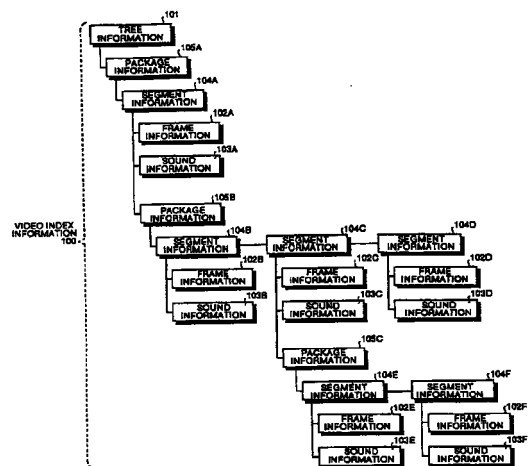 101
TREE
INFORMATION
105A
PACKAGE
INFORMATION
104A
SEGMENT
INFORMATION
102A
FRAME
INFORMATION
103A
SOUND
INFORMATION
105B
PACKAGE
INFORMATION
VIDEO INDEX
INFORMATION
100
104B
SEGMENT
INFORMATION
104C
SEGMENT
INFORMATION
104D
SEGMENT
INFORMATION
102B
FRAME
INFORMATION
102C
FRAME
INFORMATION
102D
FRAME
INFORMATION
103B
SOUND
INFORMATION
103C
SOUND
INFORMATION
103D
SOUND
INFORMATION
105C
PACKAGE
INFORMATION
104E
SEGMENT
INFORMATION
104F
SEGMENT
INFORMATION
102E
FRAME
INFORMATION
102F
FRAME
INFORMATION
103E
SOUND
INFORMATION
103F
SOUND
INFORMATION